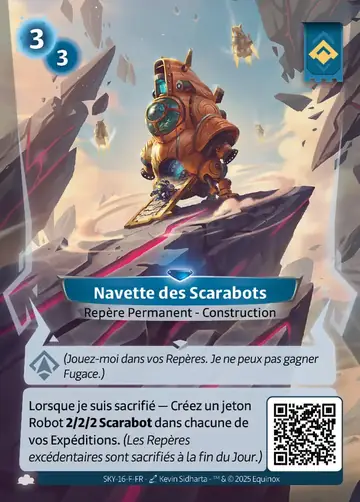 3
3
Navette des Scarabots
Repère Permanent - Construction
(Jouez-moi dans vos Repères. Je ne peux pas gagner
Fugace.)
Lorsque je suis sacrifié — Créez un jeton
Robot 2/2/2 Scarabot dans chacune de
vos Expéditions. (Les Repères
excédentaires sont sacrifiés à la fin du Jour.)
SKY-16-F-FR - Kevin Sidharta - ™ & © 2025 Equinox